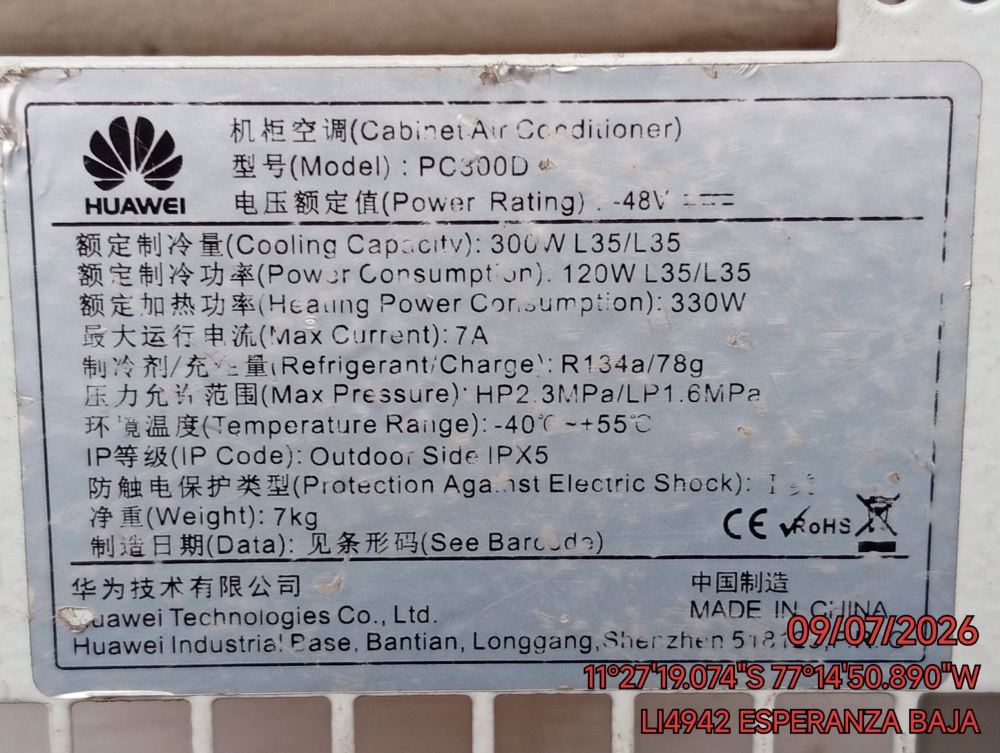 HUAWEI
机柜空调(Cabinet Air Conditioner)
型号(Model) : PC300D
电压额定值(Power Rating) : -48V
额定制冷量(Cooling Capacity): 300W L35/L35
额定制冷功率(Power Consumption): 120W L35/L35
额定加热功率(Heating Power Consumption): 330W
最大运行电流(Max Current): 7A
制冷剂/充注量(Refrigerant/Charge): R134a/78g
压力允许范围(Max Pressure): HP2.3MPa/LP1.6MPa
环境温度(Temperature Range): -40℃ ~+55℃
IP等级(IP Code): Outdoor Side IPX5
防触电保护类型(Protection Against Electric Shock): I类
净重(Weight): 7kg
CE RoHS
制造日期(Data): 见条形码(See Barcode)
华为技术有限公司
中国制造
Huawei Technologies Co., Ltd.
MADE IN CHINA
Huawei Industrial Base, Bantian, Longgang, Shenzhen
09/07/2026
11°27'19.074"S 77°14'50.890"W
LI4942 ESPERANZA BAJA